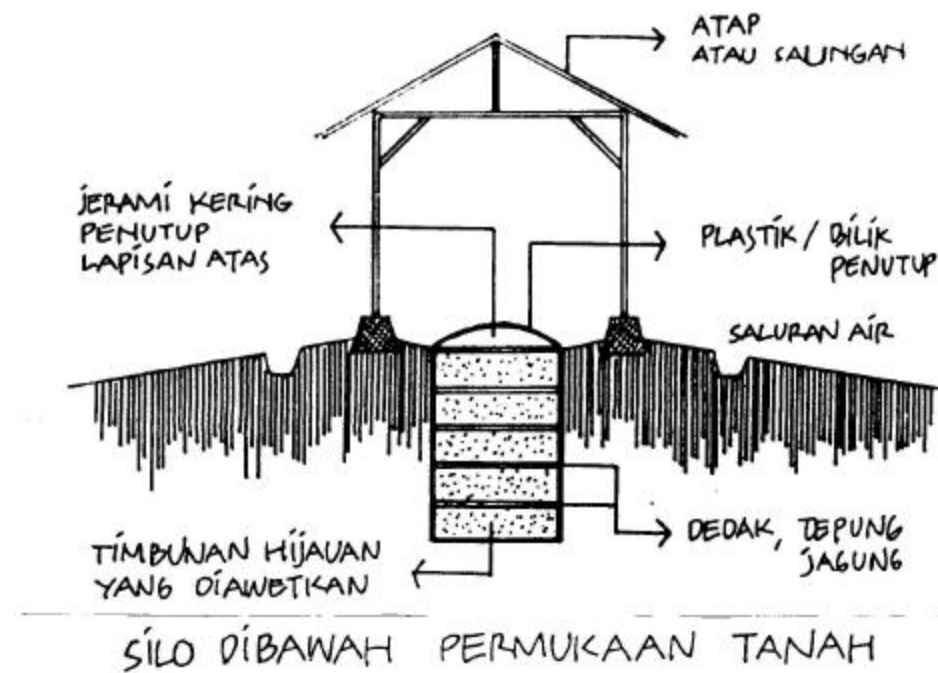 ATAP
ATAU SALINGAN
JERAMI KERING
PENUTUP
LAPISAN ATAS
PLASTIK / BILIK
PENUTUP
SALURAN AIR
DEDAK, TEPUNG
JAGUNG
TIMBUNAN HIJAUAN
YANG DIAWETKAN
SILO DIBAWAH PERMUKAAN TANAH